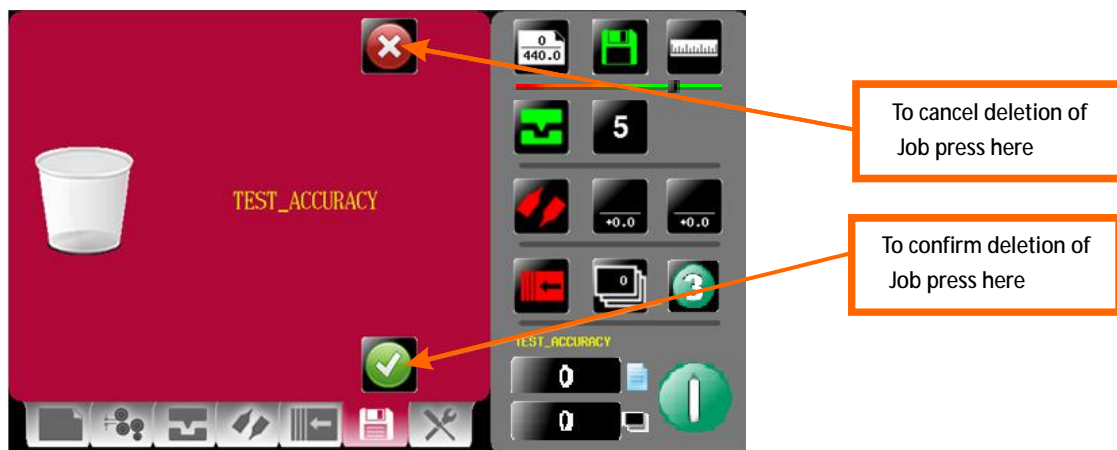 0
440.0
To cancel deletion of
Job press here
5
TEST_ACCURACY
+0.0 +0.0
To confirm deletion of
Job press here
0 3
TEST_ACCURACY
0
0